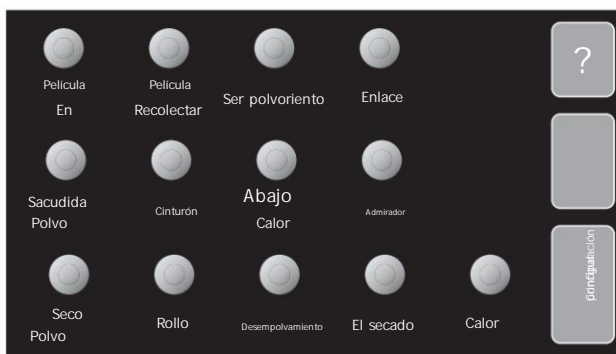 ?
Película
Película
Ser polvoriento
Enlace
En
Recolectar
Sacudida
Polvo
Cinturón
Abajo
Calor
Admirador
Seco
Polvo
Rollo
Desempolvamiento
El secado
Calor